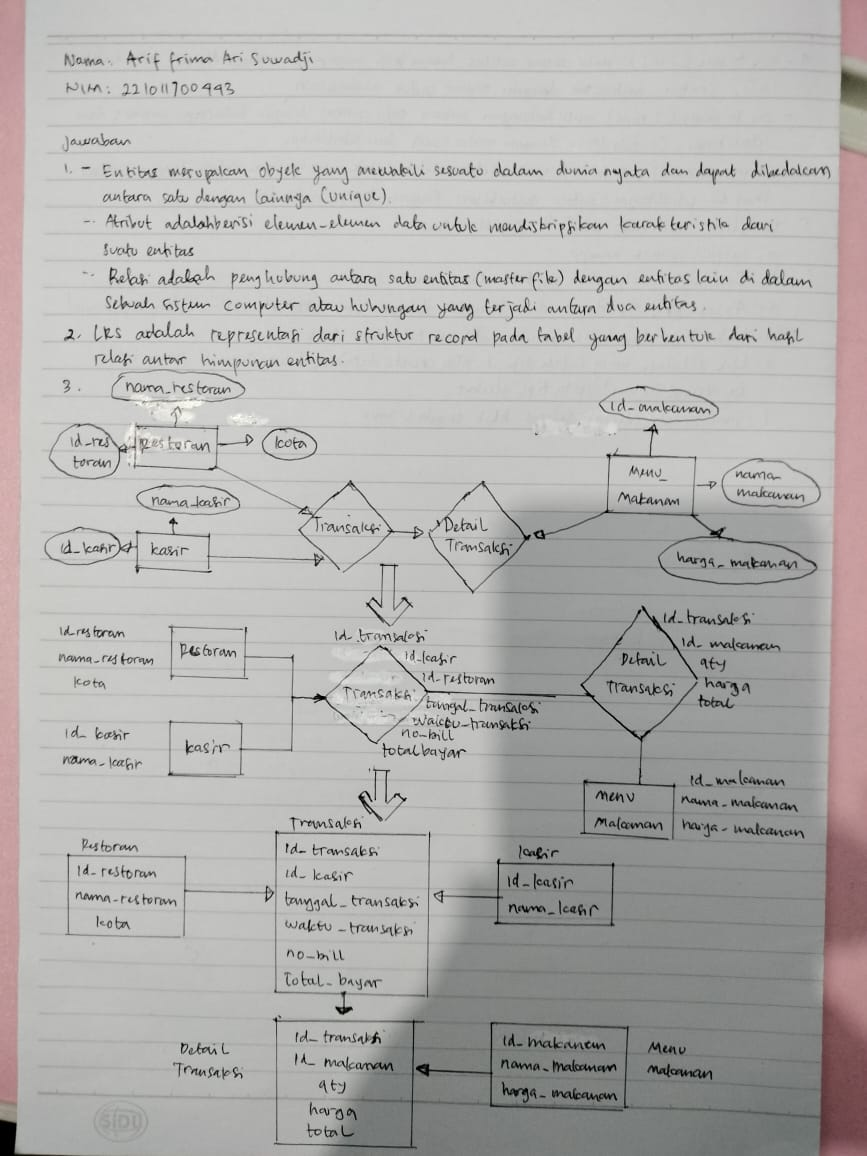 Nama: Arif frima Ari Suwadji
NIM: 221011700443
Jawaban
1. - Entitas merupakan obyek yang mewakili sesuatu dalam dunia nyata dan dapat dibedakan
antara satu dengan lainnya (unique).
- Atribut adalah berisi elemen-elemen data untuk mendiskripsikan karakteristik dari
suatu entitas
- Relasi adalah penghubung antara satu entitas (master file) dengan entitas lain di dalam
sebuah sistem computer atau hubungan yang terjadi antara dua entitas.
2. LRS adalah representasi dari struktur record pada tabel yang berbentuk dari hasil
relasi antar himpunan entitas.
3.
nama_restoran
id_res
toran
Restoran
kota
nama_kasir
id_kasir
kasir
Transaksi
Detail
Transaksi
id_makanan
Menu_
Makanan
nama_
makanan
harga_makanan
id restoran
nama_restoran
kota
Restoran
id_kasir
nama_kasir
kasir
id_transaksi
id_kasir
id_restoran
Transaksi
tanggal_transaksi
waktu_transaksi
no_bill
total bayar
Detail
Transaksi
id_transaksi
id_makanan
qty
harga
total
Menu
Makanan
id_makanan
nama_makanan
harga_makanan
Restoran
id_restoran
nama_restoran
kota
Transaksi
id_transaksi
id_kasir
tanggal_transaksi
waktu_transaksi
no_bill
total_bayar
kasir
id_kasir
nama_kasir
Detail
Transaksi
id_transaksi
id_makanan
qty
harga
total
id_makanan
nama_makanan
harga_makanan
Menu
makanan
SIDU